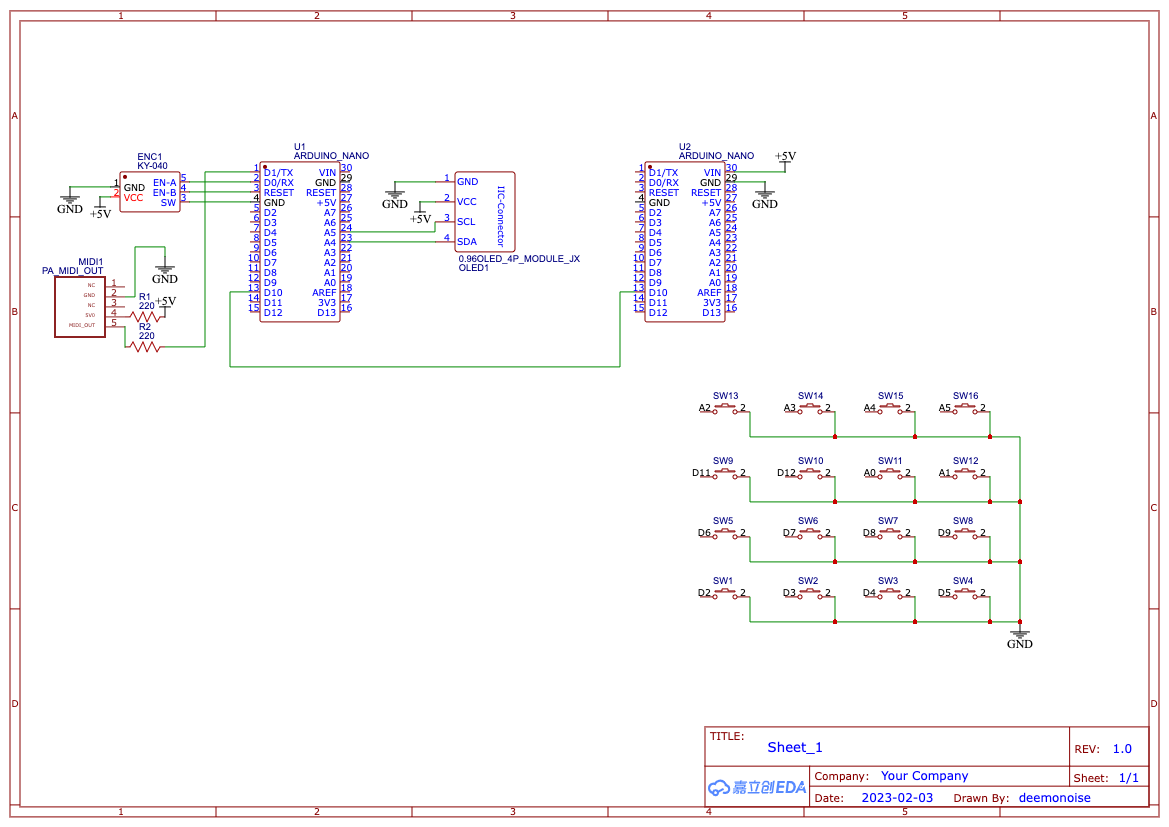 1 2 3 4 5
A A
B B
C C
D D
1 2 3 4 5
ENC1
KY-040
GND
VCC
EN-A
EN-B
SW
1
2
5
4
3
GND
+5V
MIDI1
PA_MIDI_OUT
NC
GND
NC
5V0
MIDI_OUT
1
2
3
4
5
GND
R1
220
+5V
R2
220
U1
ARDUINO_NANO
1 D1/TX VIN 30
2 D0/RX GND 29
3 RESET RESET 28
4 GND +5V 27
5 D2 A7 26
6 D3 A6 25
7 D4 A5 24
8 D5 A4 23
9 D6 A3 22
10 D7 A2 21
11 D8 A1 20
12 D9 A0 19
13 D10 AREF 18
14 D11 3V3 17
15 D12 D13 16
GND
+5V
1 GND
2 VCC
3 SCL
4 SDA
IIC-Connector
0.96OLED_4P_MODULE_JX
OLED1
U2
ARDUINO_NANO
+5V
GND
1 D1/TX VIN 30
2 D0/RX GND 29
3 RESET RESET 28
4 GND +5V 27
5 D2 A7 26
6 D3 A6 25
7 D4 A5 24
8 D5 A4 23
9 D6 A3 22
10 D7 A2 21
11 D8 A1 20
12 D9 A0 19
13 D10 AREF 18
14 D11 3V3 17
15 D12 D13 16
SW13 SW14 SW15 SW16
A2 2 A3 2 A4 2 A5 2
SW9 SW10 SW11 SW12
D11 2 D12 2 A0 2 A1 2
SW5 SW6 SW7 SW8
D6 2 D7 2 D8 2 D9 2
SW1 SW2 SW3 SW4
D2 2 D3 2 D4 2 D5 2
GND
TITLE:
Sheet_1
REV: 1.0
嘉立创EDA
Company: Your Company
Sheet: 1/1
Date: 2023-02-03 Drawn By: deemonoise